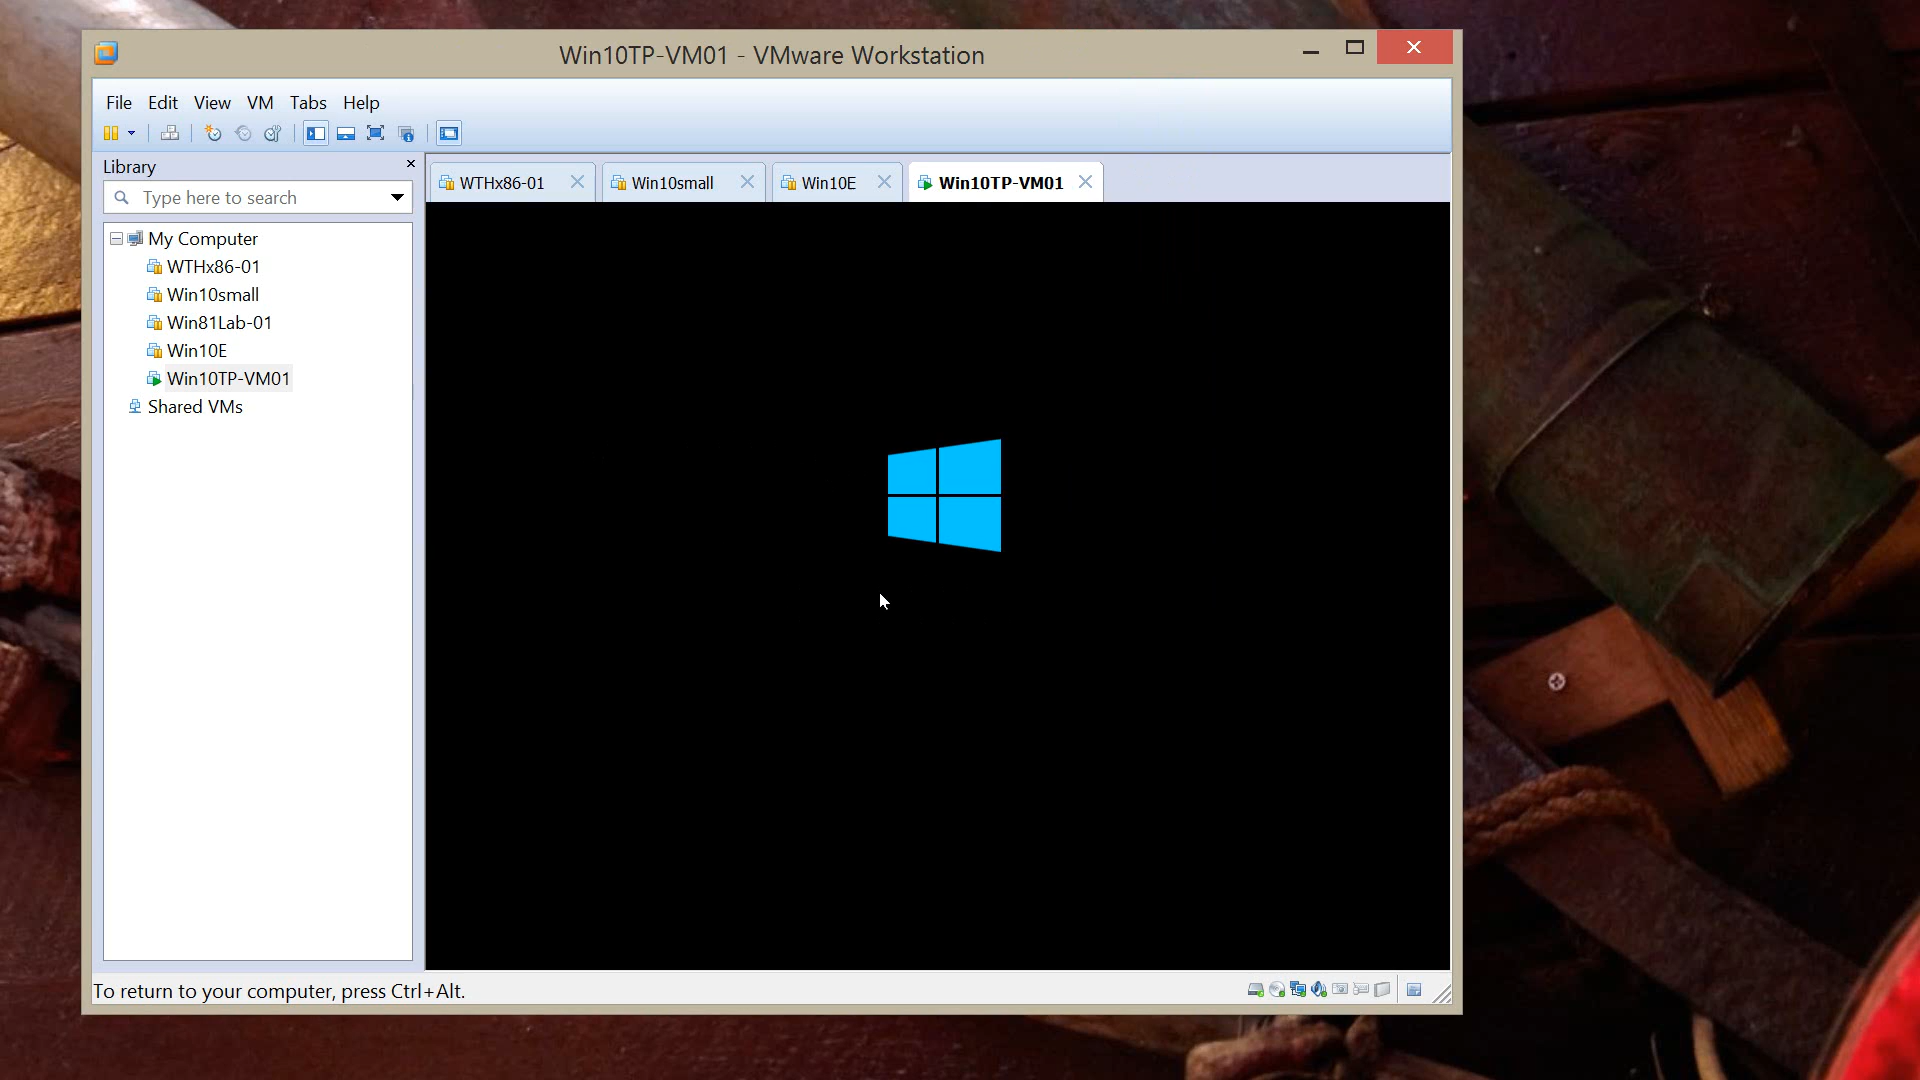 Win10TP-VM01 - VMware Workstation
File Edit View VM Tabs Help
Library
Type here to search
My Computer
WTHx86-01
Win10small
Win81Lab-01
Win10E
Win10TP-VM01
Shared VMs
WTHx86-01 Win10small Win10E Win10TP-VM01
To return to your computer, press Ctrl+Alt.